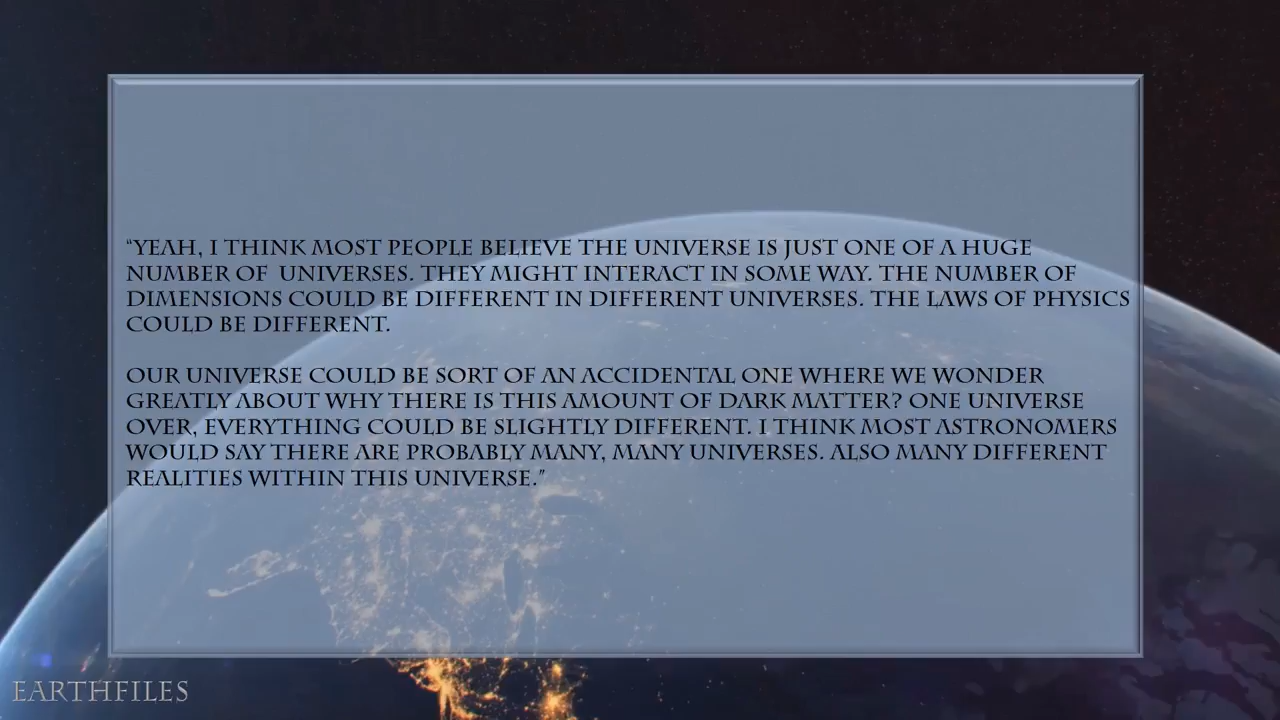 “YEAH, I THINK MOST PEOPLE BELIEVE THE UNIVERSE IS JUST ONE OF A HUGE
NUMBER OF  UNIVERSES. THEY MIGHT INTERACT IN SOME WAY. THE NUMBER OF
DIMENSIONS COULD BE DIFFERENT IN DIFFERENT UNIVERSES. THE LAWS OF PHYSICS
COULD BE DIFFERENT.
OUR UNIVERSE COULD BE SORT OF AN ACCIDENTAL ONE WHERE WE WONDER
GREATLY ABOUT WHY THERE IS THIS AMOUNT OF DARK MATTER? ONE UNIVERSE
OVER, EVERYTHING COULD BE SLIGHTLY DIFFERENT. I THINK MOST ASTRONOMERS
WOULD SAY THERE ARE PROBABLY MANY, MANY UNIVERSES. ALSO MANY DIFFERENT
REALITIES WITHIN THIS UNIVERSE.”
EARTHFILES